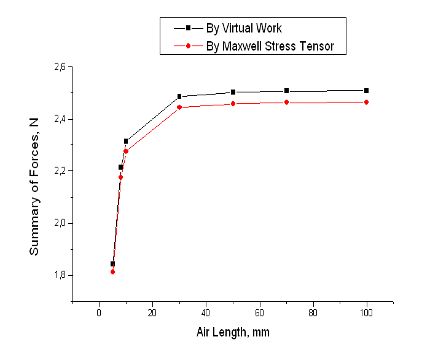 By Virtual Work
By Maxwell Stress Tensor
2,6
2,4
2,2
2,0
1,8
Summary of Forces, N
0
20
40
60
80
100
Air Length, mm